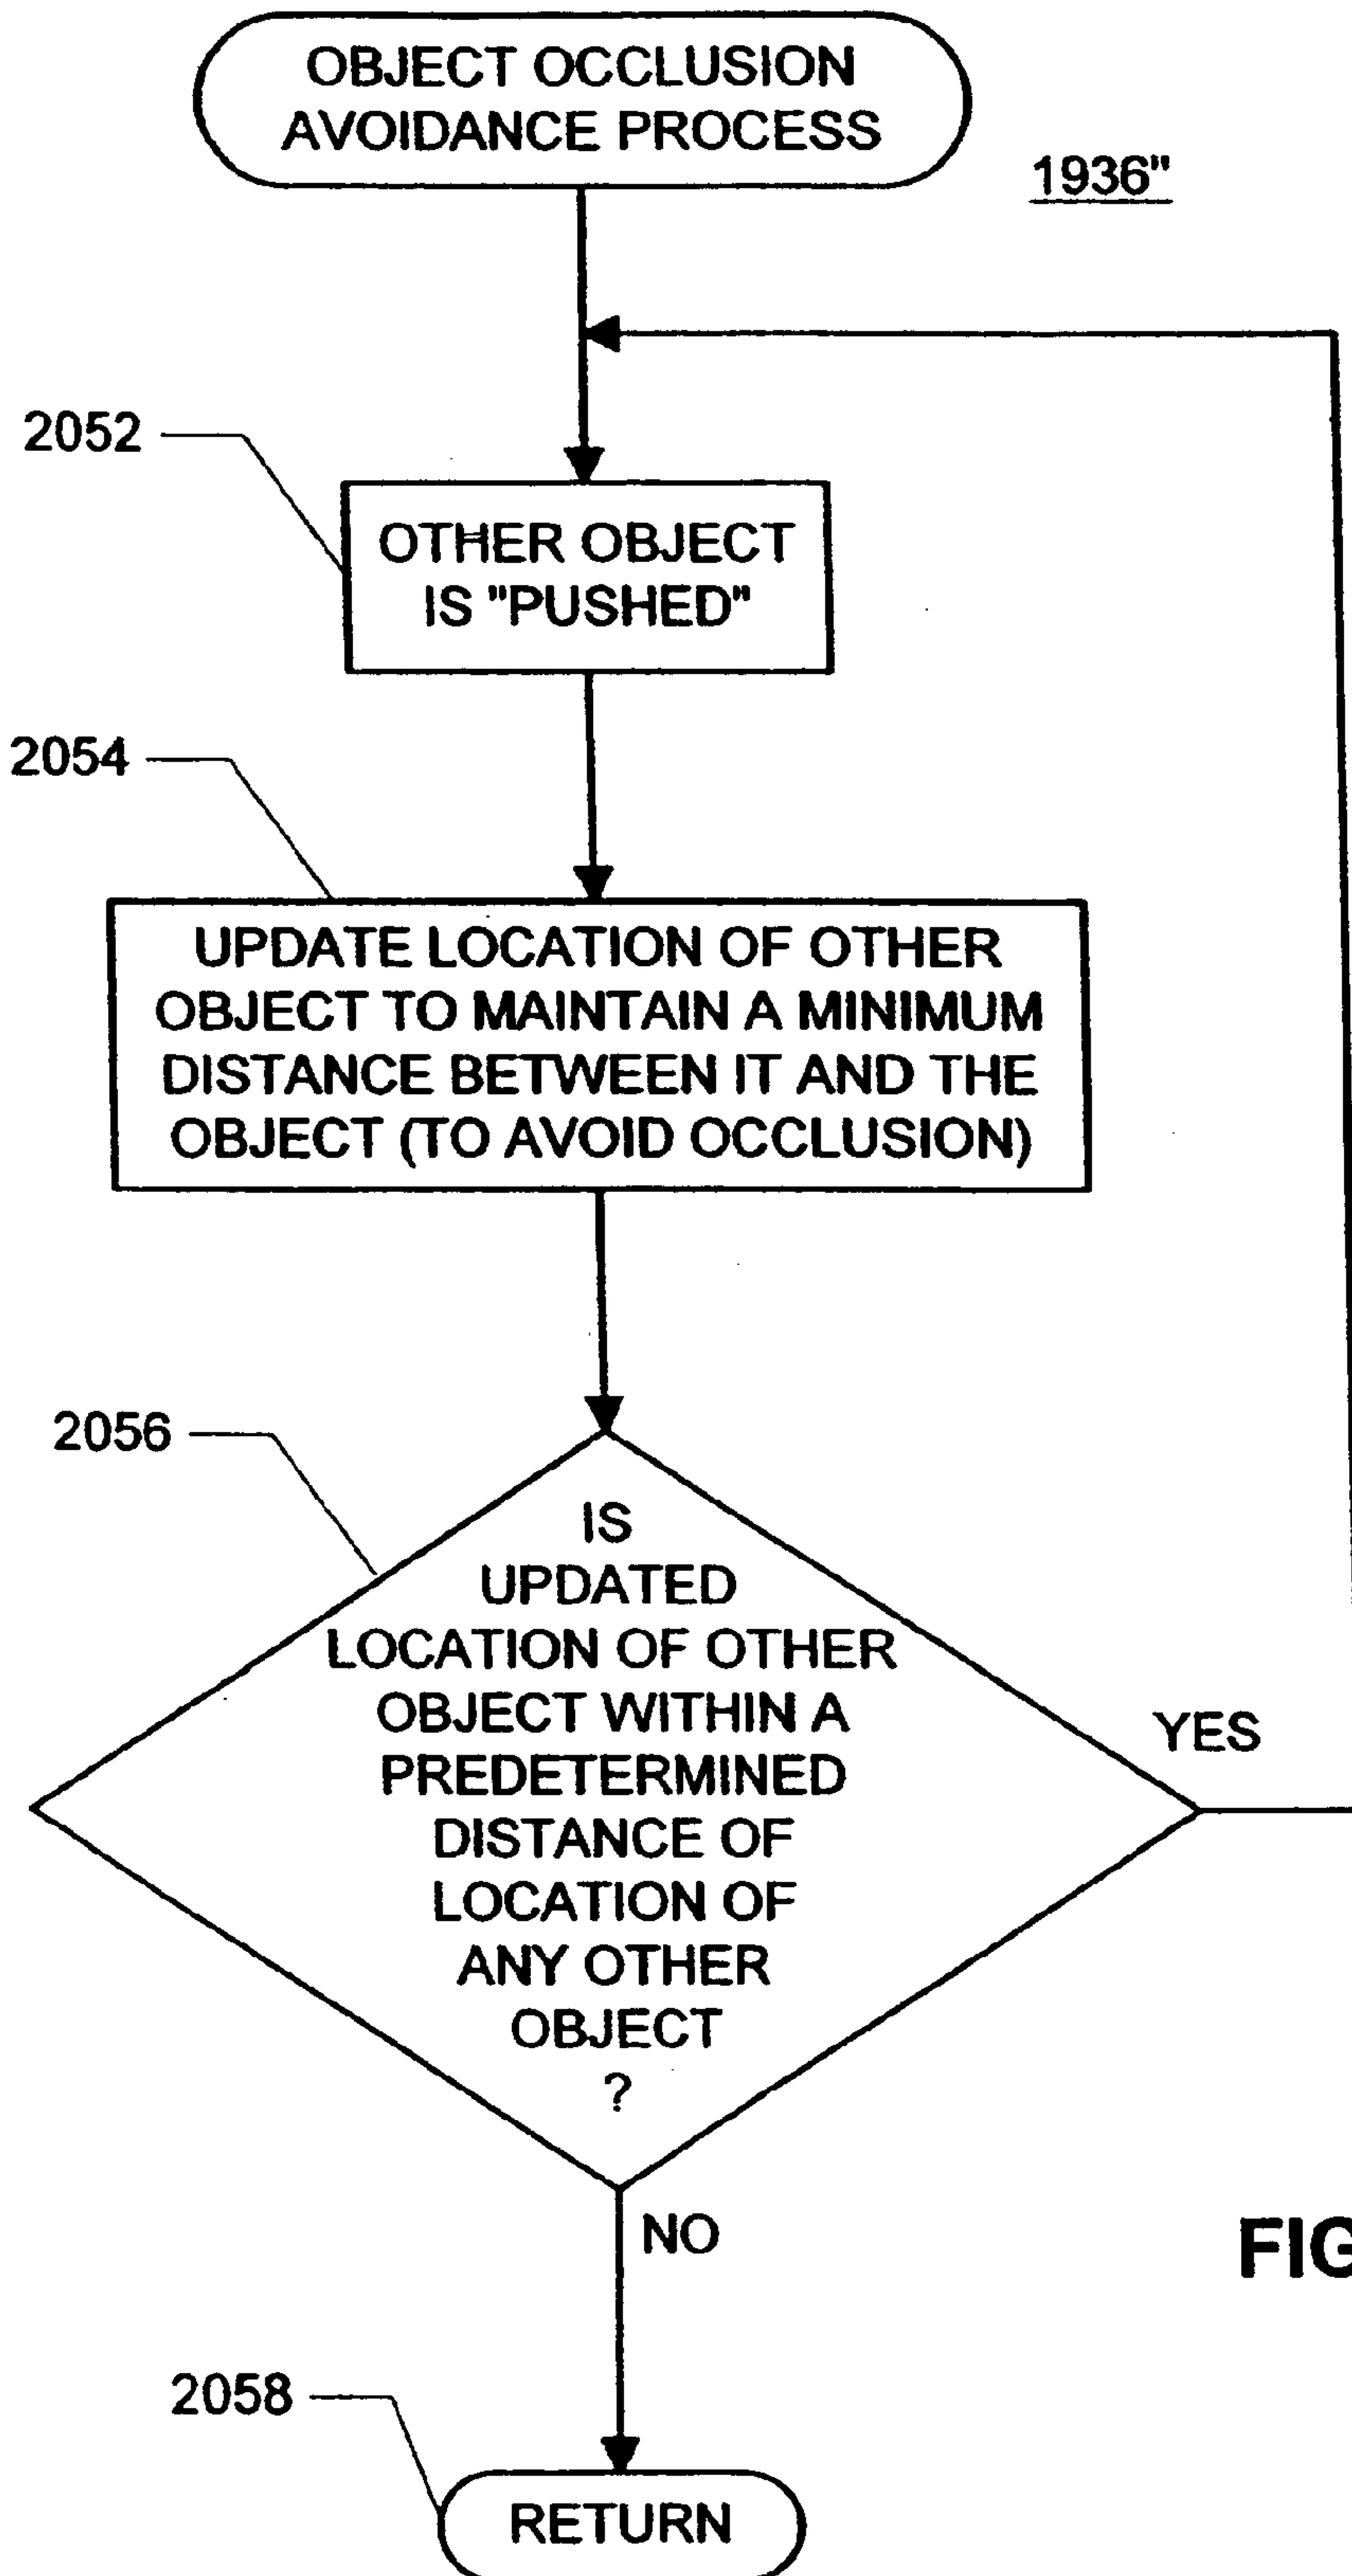 OBJECT OCCLUSION
AVOIDANCE PROCESS
1936"
2052
OTHER OBJECT
IS "PUSHED"
2054
UPDATE LOCATION OF OTHER
OBJECT TO MAINTAIN A MINIMUM
DISTANCE BETWEEN IT AND THE
OBJECT (TO AVOID OCCLUSION)
2056
IS
UPDATED
LOCATION OF OTHER
OBJECT WITHIN A
PREDETERMINED
DISTANCE OF
LOCATION OF
ANY OTHER
OBJECT
?
YES
NO
FIG
2058
RETURN